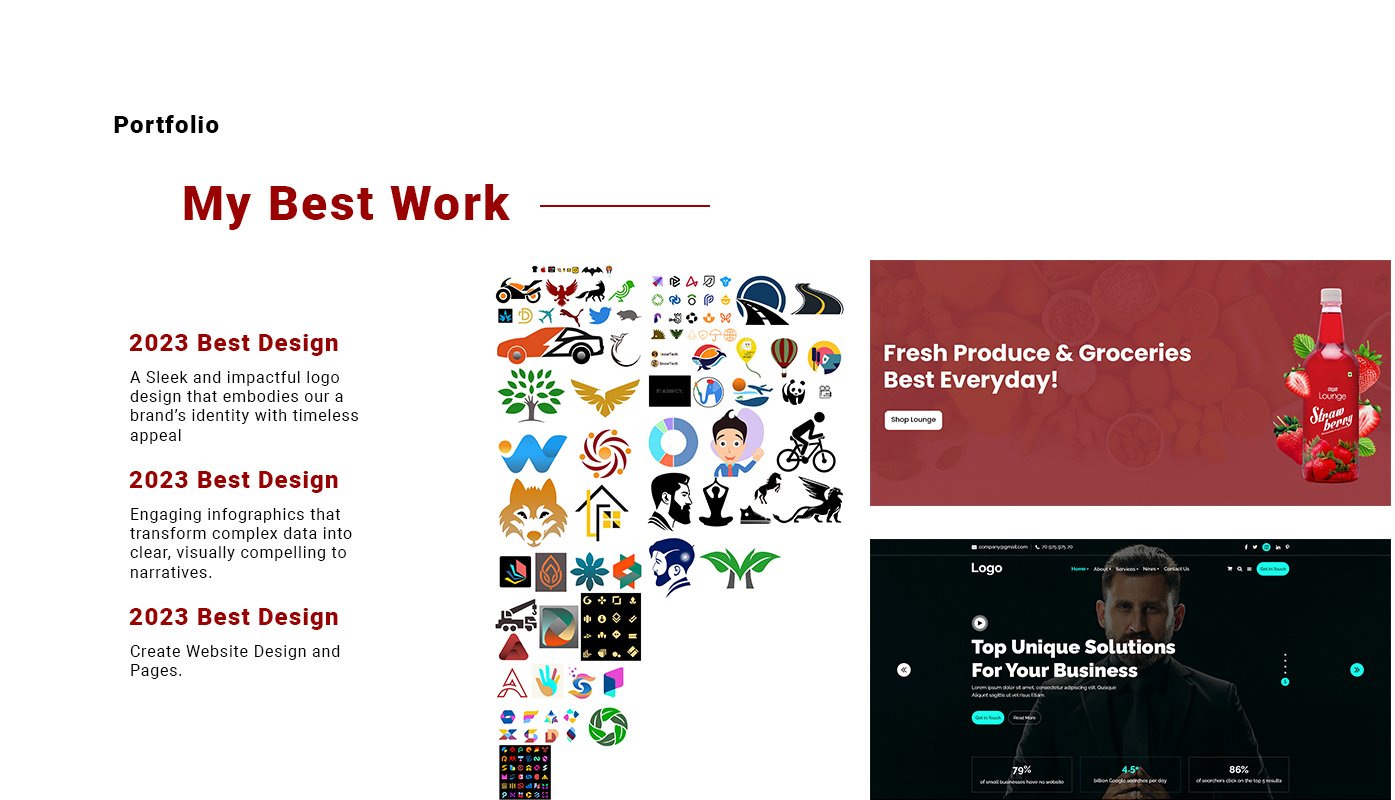 Portfolio
My Best Work
2023 Best Design
A Sleek and impactful logo
design that embodies our a
brand’s identity with timeless
appeal
2023 Best Design
Engaging infographics that
transform complex data into
clear, visually compelling to
narratives.
2023 Best Design
Create Website Design and
Pages.
SnowTech
SnowTech
Fresh Produce & Groceries
Best Everyday!
Shop Lounge
Lounge
Straw
berry
company@gmail.com
70 975 975 70
Logo
Home
About
Services
News
Contact Us
Get in Touch
Top Unique Solutions
For Your Business
Lorem ipsum dolor sit amet, consectetur adipiscing elit. Quisque
Aliquet sagittis ut vel risus Etiam.
Get in Touch
Read More
79%
of small businesses have no website
4.5+
billion Google searches per day
86%
of searchers click on the top 5 results